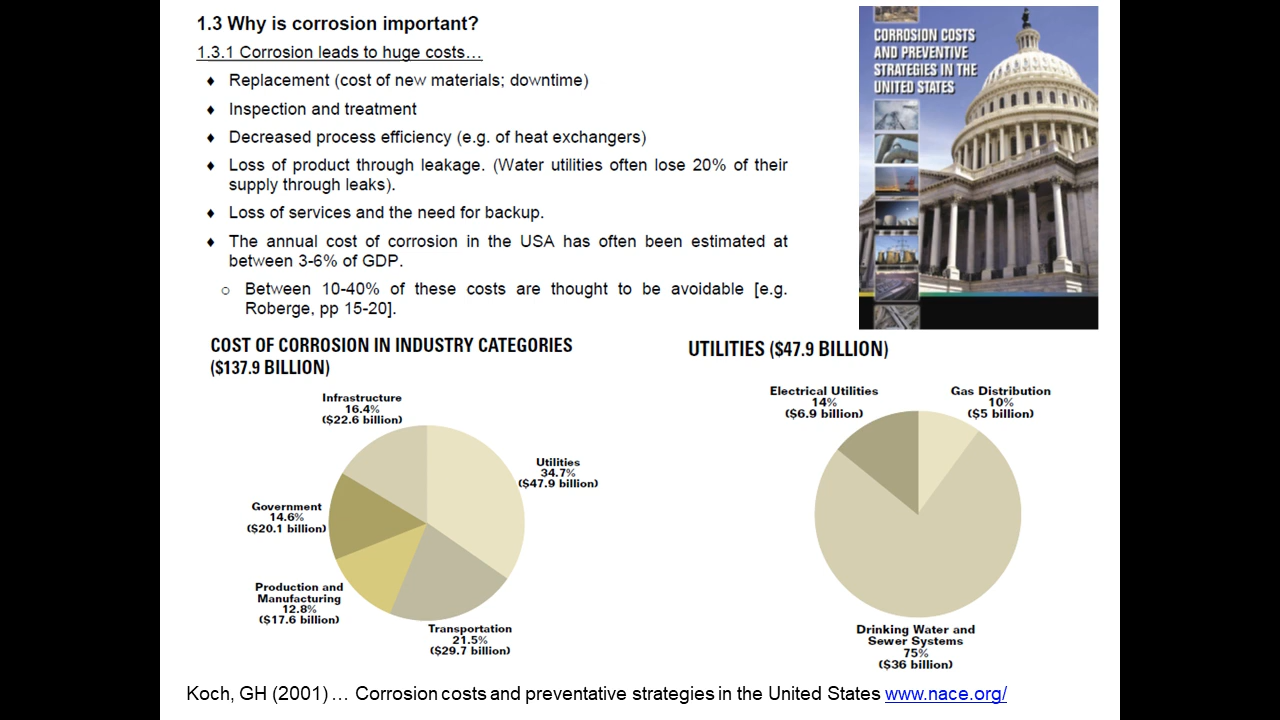 1.3 Why is corrosion important?
1.3.1 Corrosion leads to huge costs…
♦ Replacement (cost of new materials; downtime)
♦ Inspection and treatment
♦ Decreased process efficiency (e.g. of heat exchangers)
♦ Loss of product through leakage. (Water utilities often lose 20% of their
supply through leaks).
♦ Loss of services and the need for backup.
♦ The annual cost of corrosion in the USA has often been estimated at
between 3-6% of GDP.
o Between 10-40% of these costs are thought to be avoidable [e.g.
Roberge, pp 15-20].
CORROSION COSTS
AND PREVENTIVE
STRATEGIES IN THE
UNITED STATES
COST OF CORROSION IN INDUSTRY CATEGORIES
($137.9 BILLION)
Infrastructure
16.4%
($22.6 billion)
Utilities
34.7%
($47.9 billion)
Government
14.6%
($20.1 billion)
Production and
Manufacturing
12.8%
($17.6 billion)
Transportation
21.5%
($29.7 billion)
UTILITIES ($47.9 BILLION)
Electrical Utilities
14%
($6.9 billion)
Gas Distribution
10%
($5 billion)
Drinking Water and
Sewer Systems
75%
($36 billion)
Koch, GH (2001) … Corrosion costs and preventative strategies in the United States www.nace.org/